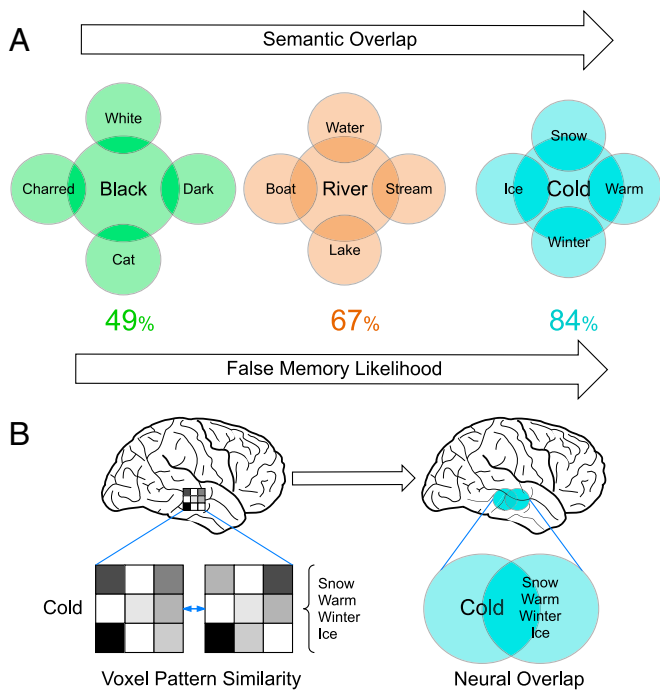 A
Semantic Overlap
White
Charred
Black
Dark
Cat
Water
Boat
River
Stream
Lake
Snow
Ice
Cold
Warm
Winter
49%
67%
84%
False Memory Likelihood
B
Cold
Snow
Warm
Winter
Ice
Voxel Pattern Similarity
Cold
Snow
Warm
Winter
Ice
Neural Overlap